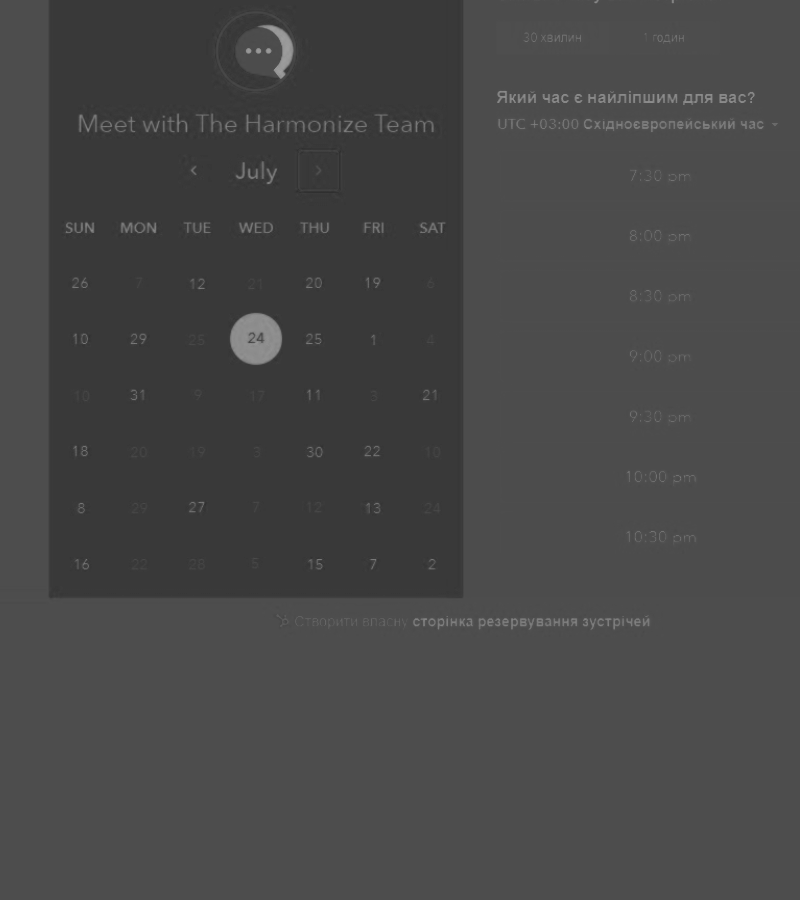 30 хвилин 1 годин
Meet with The Harmonize Team
July
SUN MON TUE WED THU FRI SAT
26 7 12 21 20 19 6
10 29 25 24 25 1 4
10 31 9 17 11 3 21
18 20 19 3 30 22 10
8 29 27 7 12 13 24
16 22 28 5 15 7 2
Який час є найліпшим для вас?
UTC +03:00 Східноєвропейський час
7:30 pm
8:00 pm
8:30 pm
9:00 pm
9:30 pm
10:00 pm
10:30 pm
Створити власну сторінка резервування зустрічей